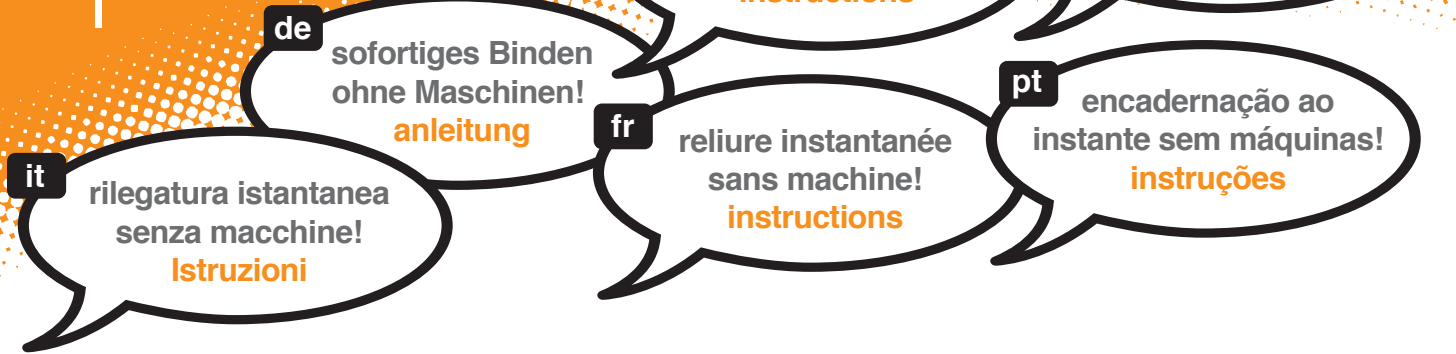 instructions
de
sofortiges Binden
ohne Maschinen!
anleitung
fr
reliure instantanée
sans machine!
instructions
pt
encadernação ao
instante sem máquinas!
instruções
it
rilegatura istantanea
senza macchine!
Istruzioni